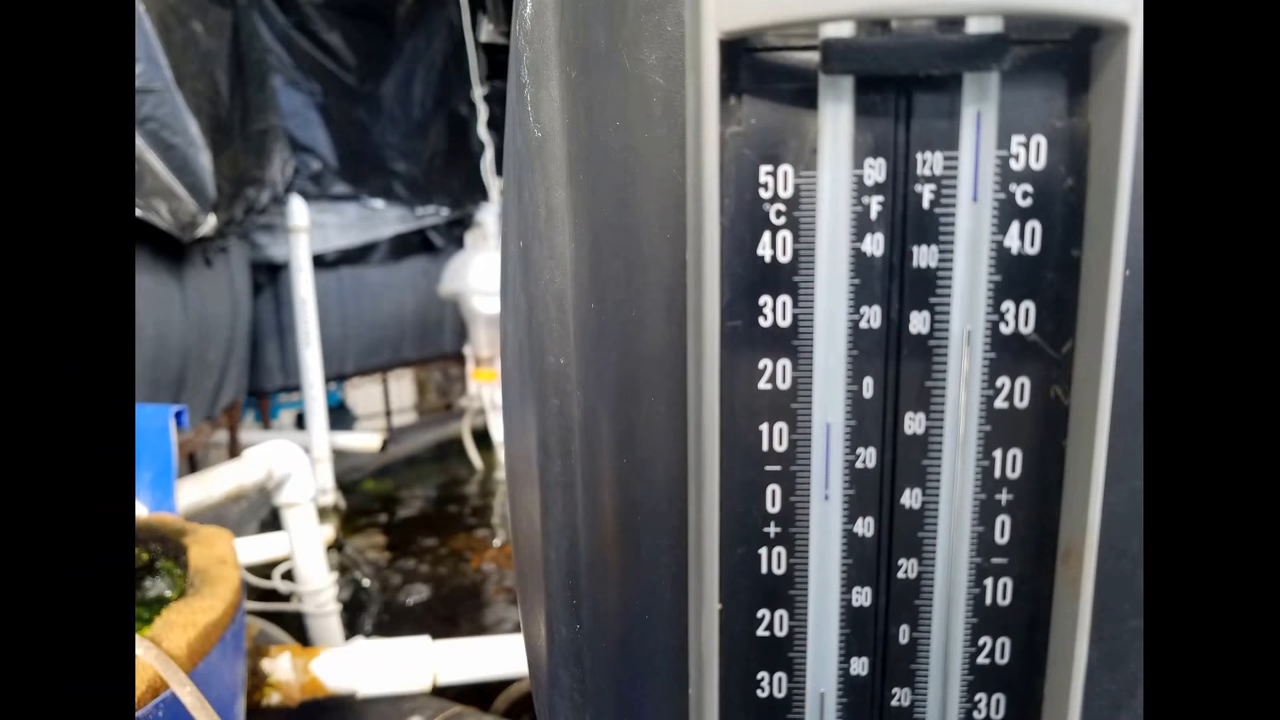 50 60 120 50
°C °F °F °C
40 40 100 40
30 20 80 30
20 0 60 20
10 20 10
− +
0 40 40 0
+ −
10 60 20 10
20 80 0 20
30 20 30